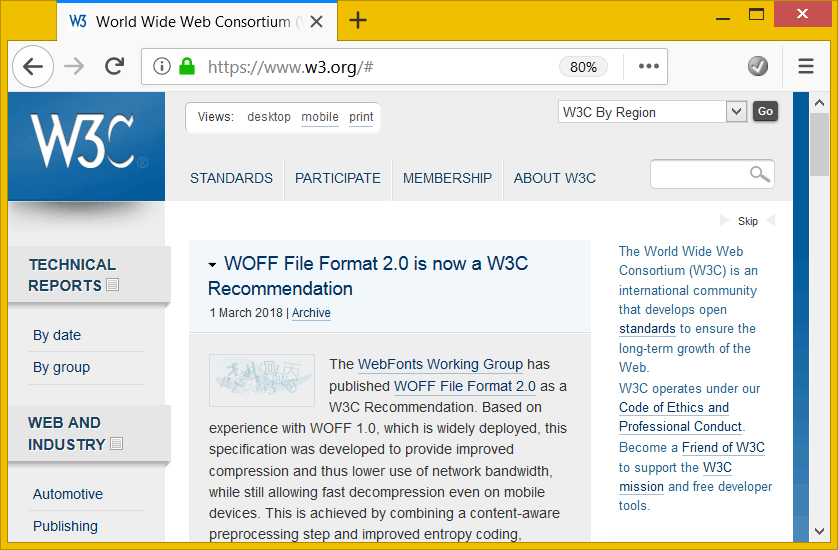 W3 World Wide Web Consortium (
https://www.w3.org/#
80%
W3C®
Views: desktop mobile print
W3C By Region
Go
STANDARDS PARTICIPATE MEMBERSHIP ABOUT W3C
Skip
TECHNICAL
REPORTS
By date
By group
WEB AND
INDUSTRY
Automotive
Publishing
WOFF File Format 2.0 is now a W3C
Recommendation
1 March 2018 | Archive
The WebFonts Working Group has
published WOFF File Format 2.0 as a
W3C Recommendation. Based on
experience with WOFF 1.0, which is widely deployed, this
specification was developed to provide improved
compression and thus lower use of network bandwidth,
while still allowing fast decompression even on mobile
devices. This is achieved by combining a content-aware
preprocessing step and improved entropy coding,
The World Wide Web
Consortium (W3C) is an
international community
that develops open
standards to ensure the
long-term growth of the
Web.
W3C operates under our
Code of Ethics and
Professional Conduct.
Become a Friend of W3C
to support the W3C
mission and free developer
tools.